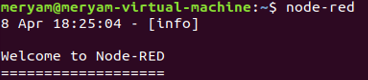 meryam@meryam-virtual-machine:~$ node-red
8 Apr 18:25:04 - [info]
Welcome to Node-RED
===================